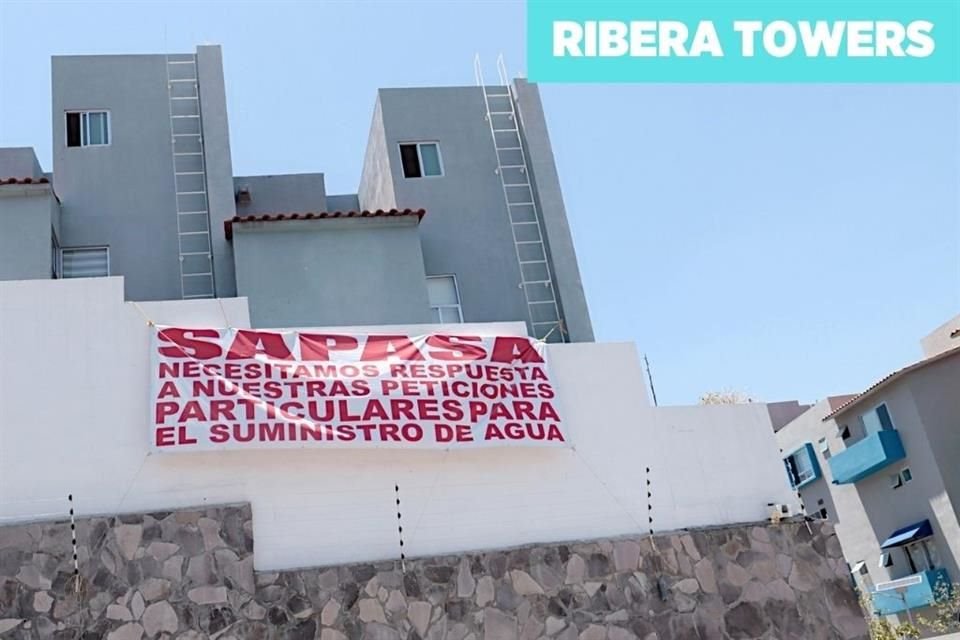 RIBERA TOWERS
SAPASA
NECESITAMOS RESPUESTA
A NUESTRAS PETICIONES
PARTICULARES PARA
EL SUMINISTRO DE AGUA